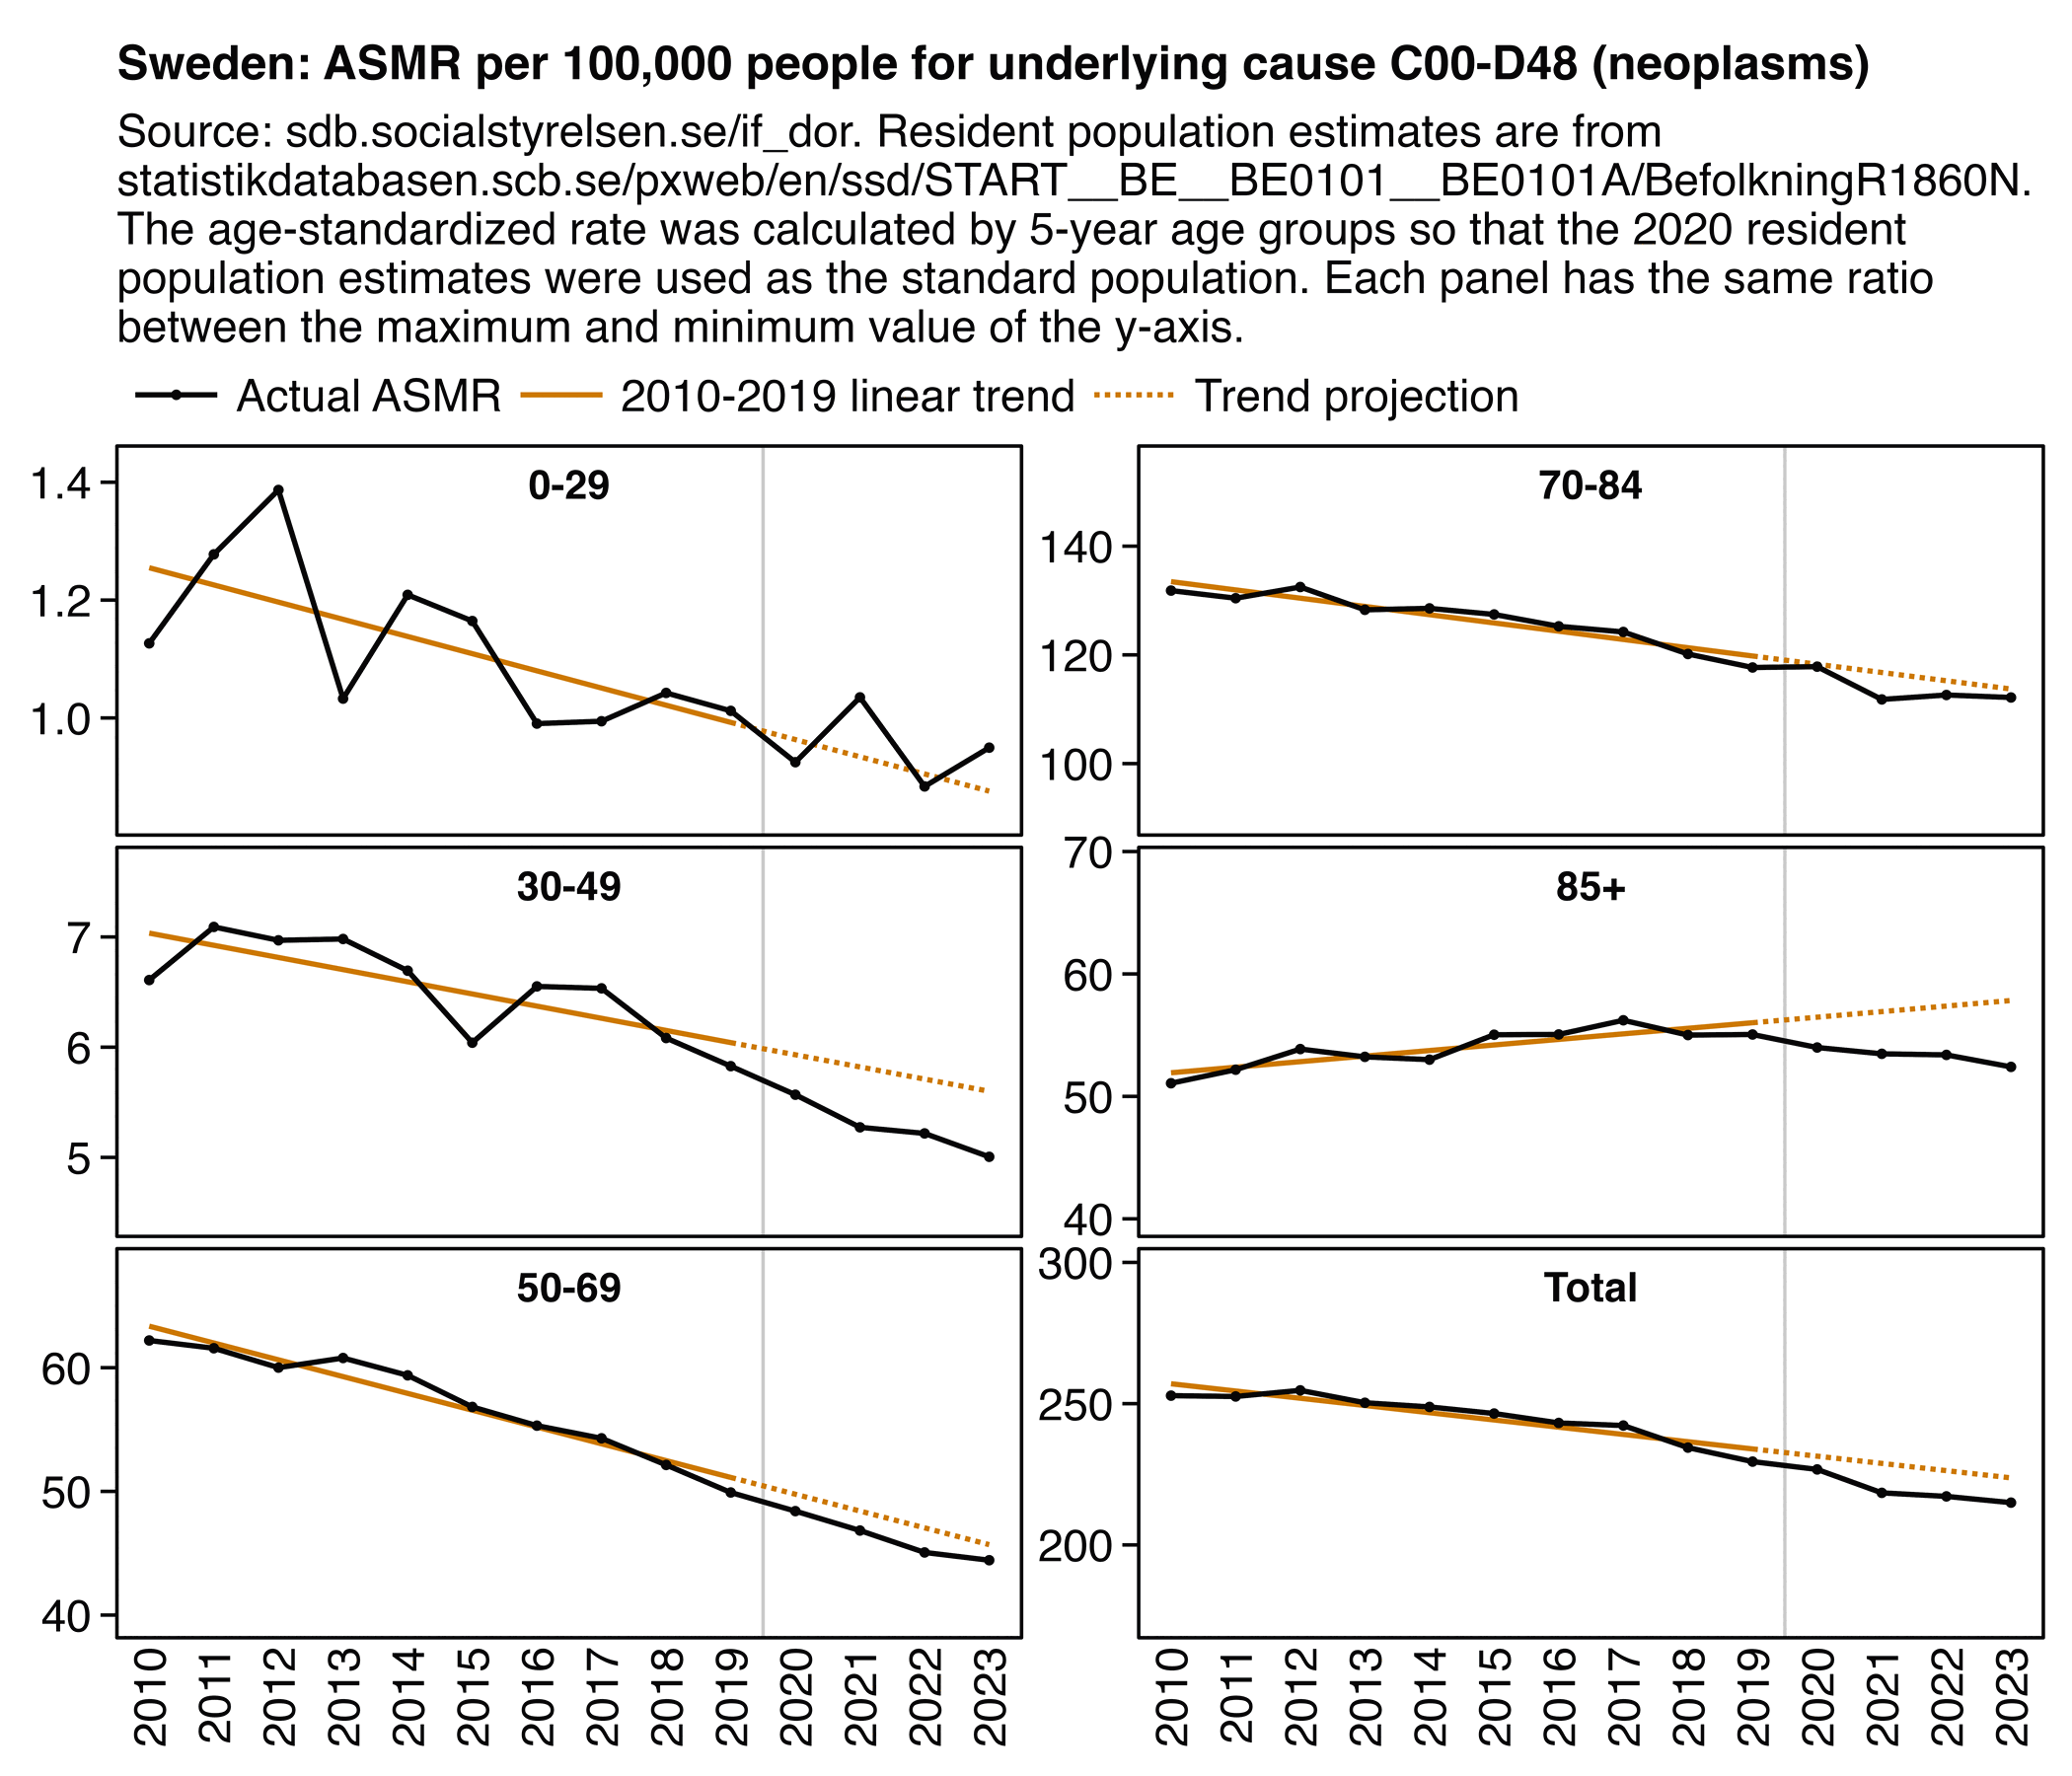 Sweden: ASMR per 100,000 people for underlying cause C00-D48 (neoplasms)
Source: sdb.socialstyrelsen.se/if_dor. Resident population estimates are from
statistikdatabasen.scb.se/pxweb/en/ssd/START__BE__BE0101__BE0101A/BefolkningR1860N.
The age-standardized rate was calculated by 5-year age groups so that the 2020 resident
population estimates were used as the standard population. Each panel has the same ratio
between the maximum and minimum value of the y-axis.
Actual ASMR 2010-2019 linear trend Trend projection
0-29
1.4
1.2
1.0
70-84
140
120
100
30-49
7
6
5
85+
70
60
50
40
50-69
60
50
40
Total
300
250
200
2010 2011 2012 2013 2014 2015 2016 2017 2018 2019 2020 2021 2022 2023
2010 2011 2012 2013 2014 2015 2016 2017 2018 2019 2020 2021 2022 2023